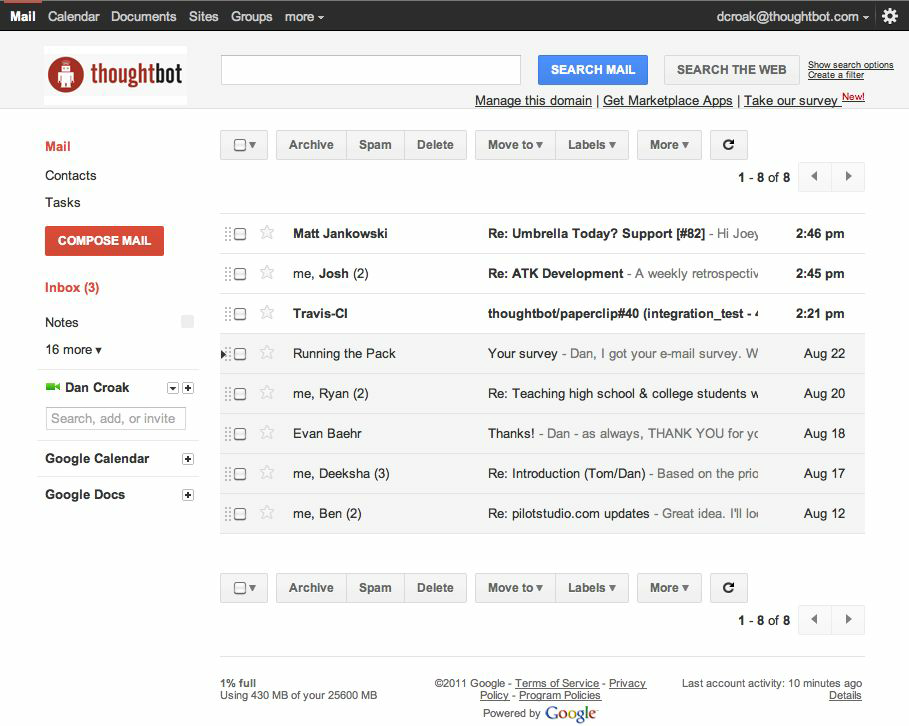 Mail Calendar Documents Sites Groups more dcroak@thoughtbot.com
thoughtbot SEARCH MAIL SEARCH THE WEB Show search options
Create a filter
Manage this domain | Get Marketplace Apps | Take our survey New!
Mail
Contacts
Tasks
COMPOSE MAIL
Inbox (3)
Notes
16 more
Dan Croak
Search, add, or invite
Google Calendar
Google Docs
Archive Spam Delete Move to Labels More
1 - 8 of 8
Matt Jankowski Re: Umbrella Today? Support [#82] - Hi Joey 2:46 pm
me, Josh (2) Re: ATK Development - A weekly retrospectiv 2:45 pm
Travis-CI thoughtbot/paperclip#40 (integration_test - 2:21 pm
Running the Pack Your survey - Dan, I got your e-mail survey. W Aug 22
me, Ryan (2) Re: Teaching high school & college students w Aug 20
Evan Baehr Thanks! - Dan - as always, THANK YOU for yo Aug 18
me, Deeksha (3) Re: Introduction (Tom/Dan) - Based on the pric Aug 17
me, Ben (2) Re: pilotstudio.com updates - Great idea. I'll lo Aug 12
Archive Spam Delete Move to Labels More
1 - 8 of 8
1% full
Using 430 MB of your 25600 MB
©2011 Google - Terms of Service - Privacy
Policy - Program Policies
Powered by Google
Last account activity: 10 minutes ago
Details